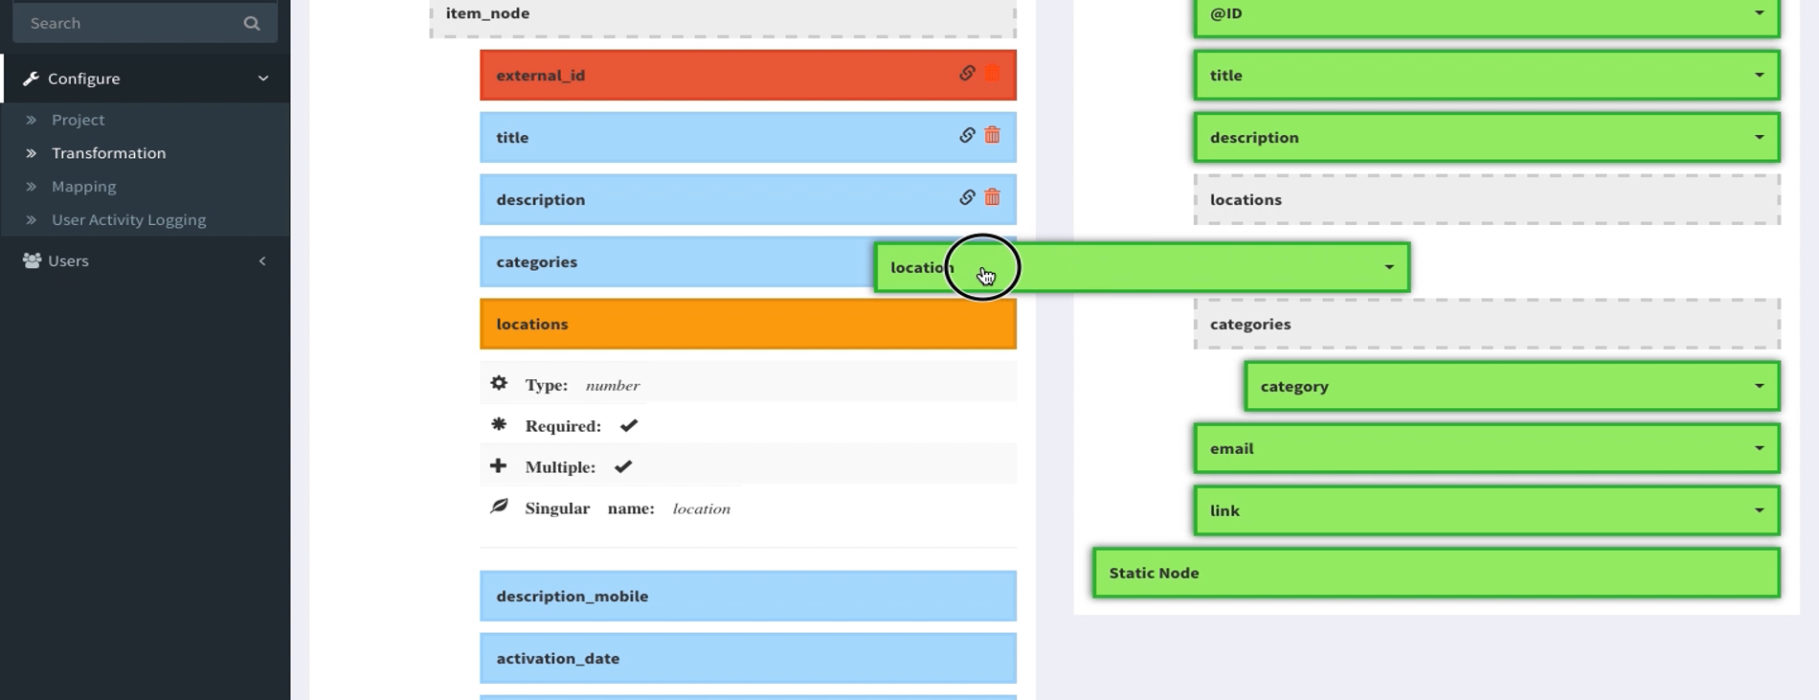 Search
Configure
Project
Transformation
Mapping
User Activity Logging
Users
item_node
external_id
title
description
categories
locations
Type: number
Required:
Multiple:
Singular name: location
description_mobile
activation_date
location
@ID
title
description
locations
categories
category
email
link
Static Node